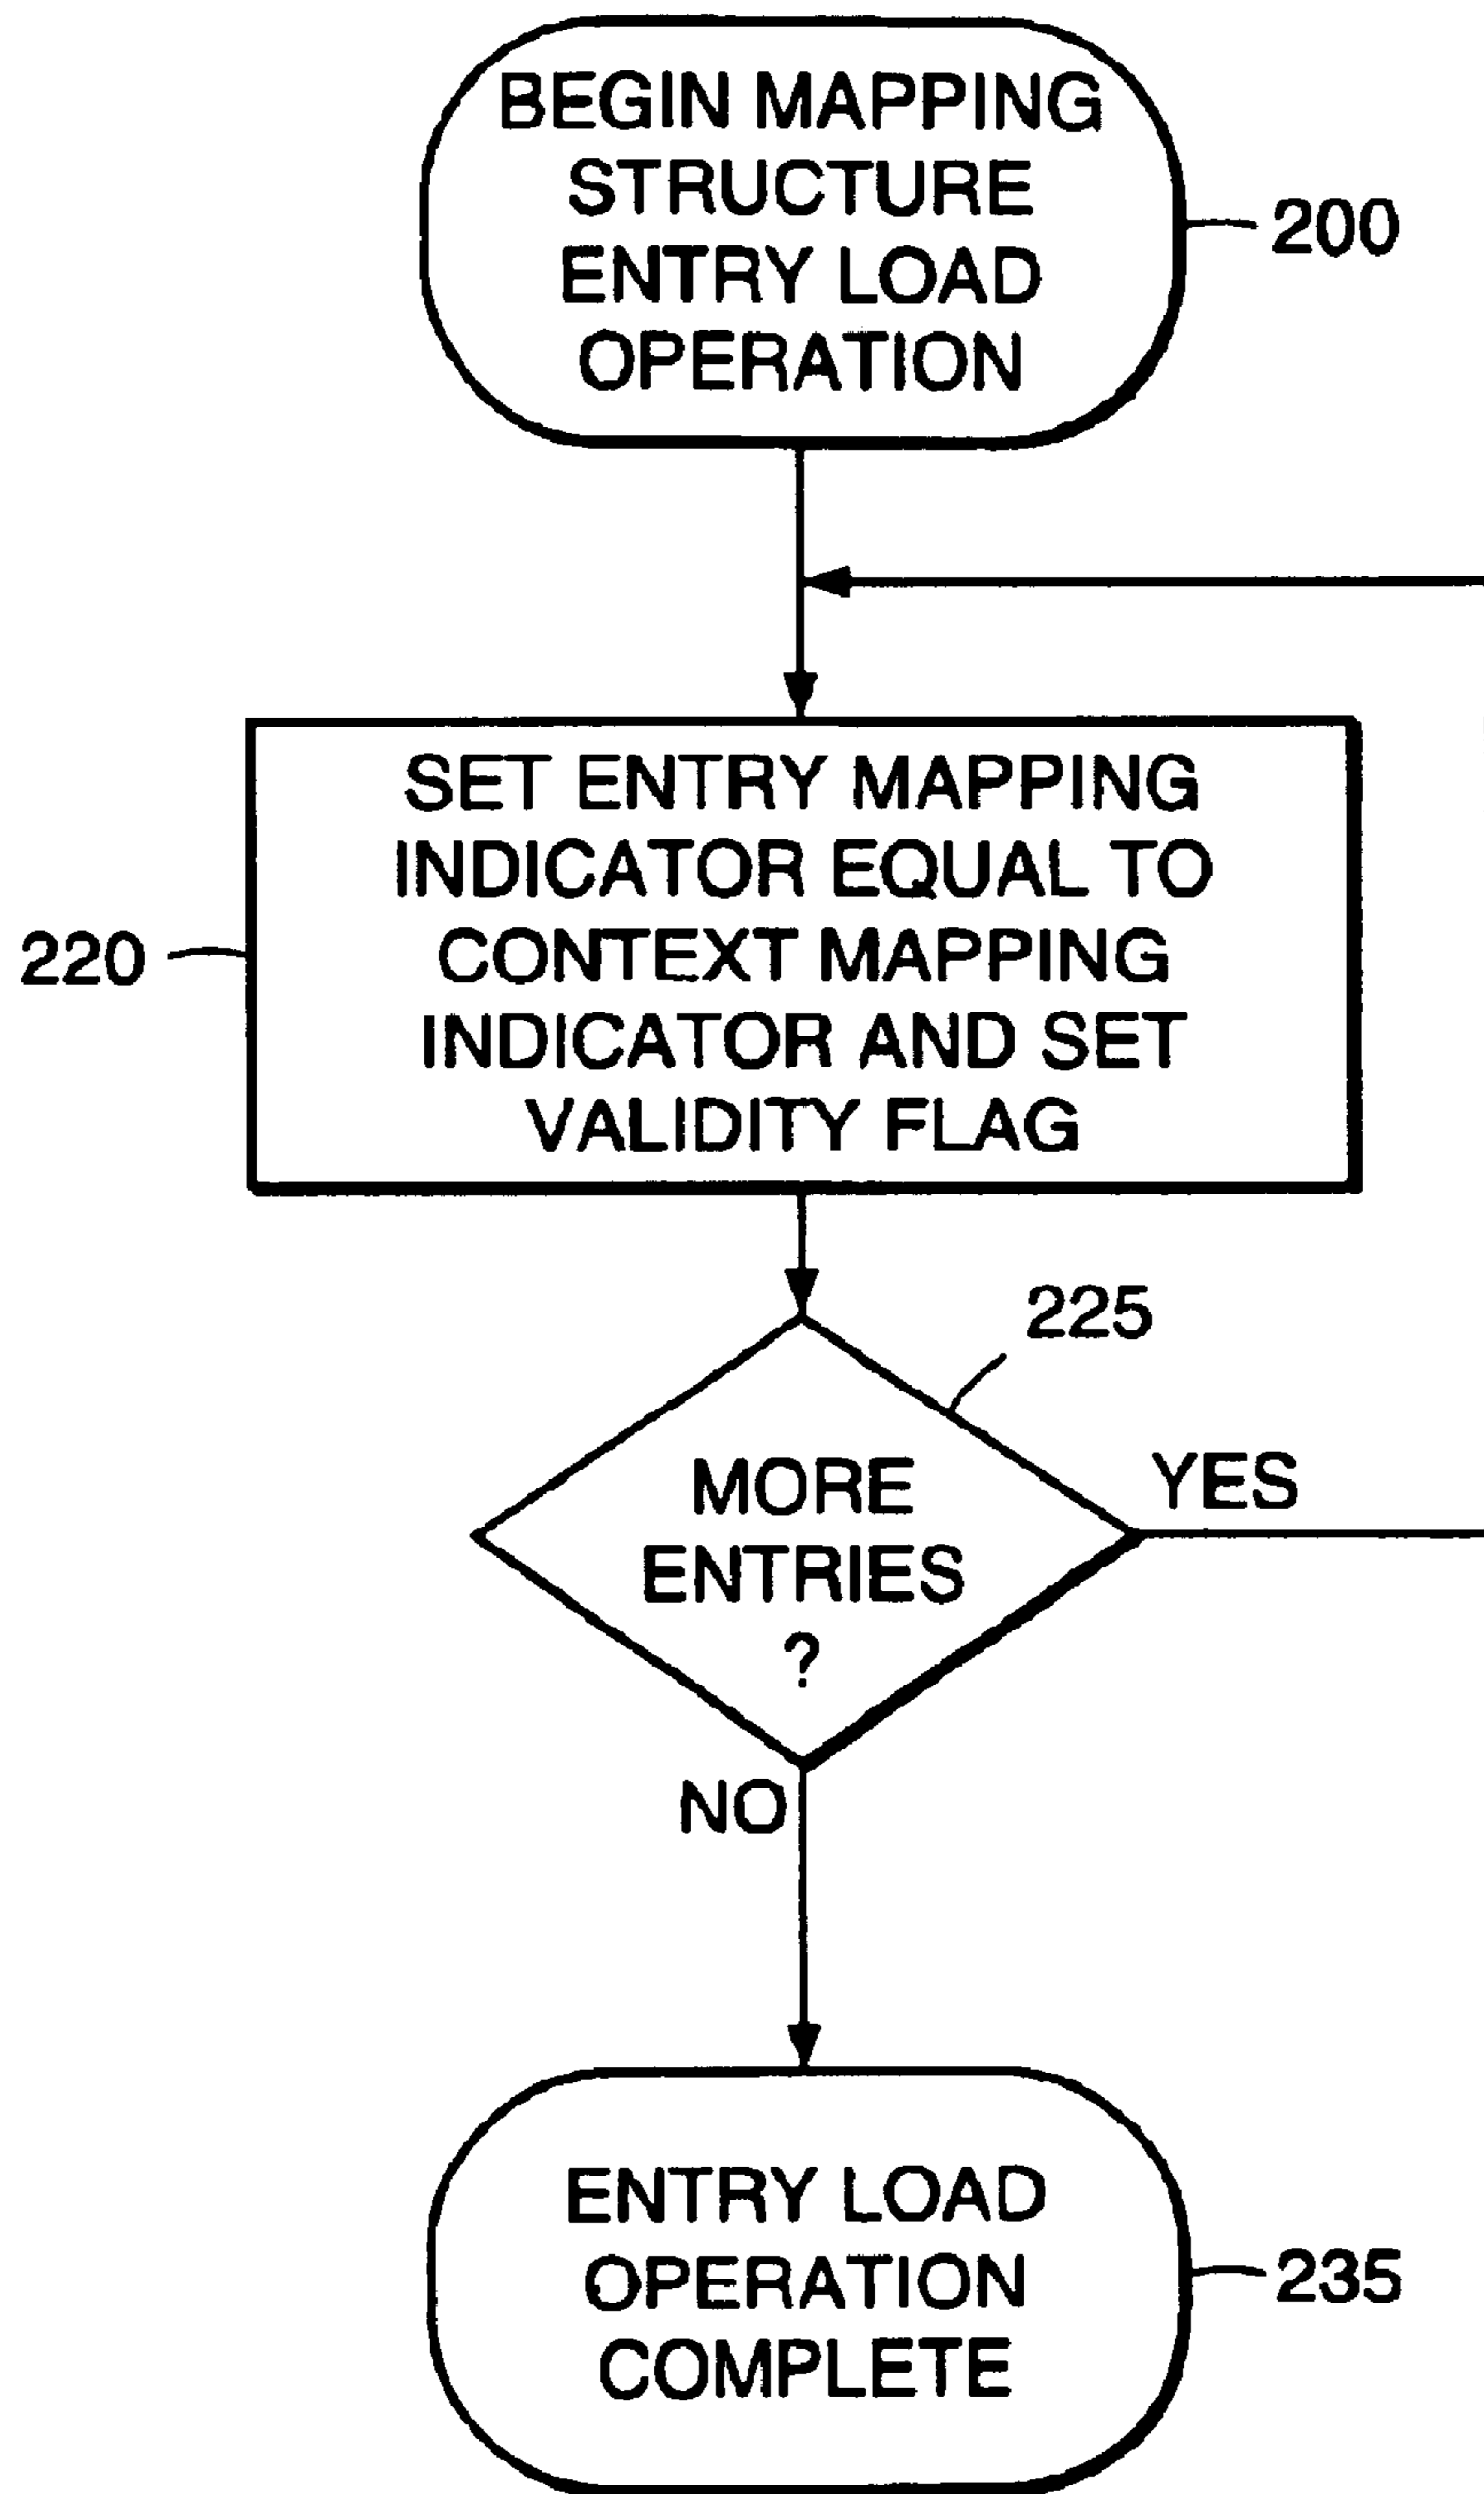 BEGIN MAPPING
STRUCTURE
ENTRY LOAD
OPERATION
200
SET ENTRY MAPPING
INDICATOR EQUAL TO
CONTEXT MAPPING
INDICATOR AND SET
VALIDITY FLAG
220
225
MORE
ENTRIES
?
YES
NO
ENTRY LOAD
OPERATION
COMPLETE
235